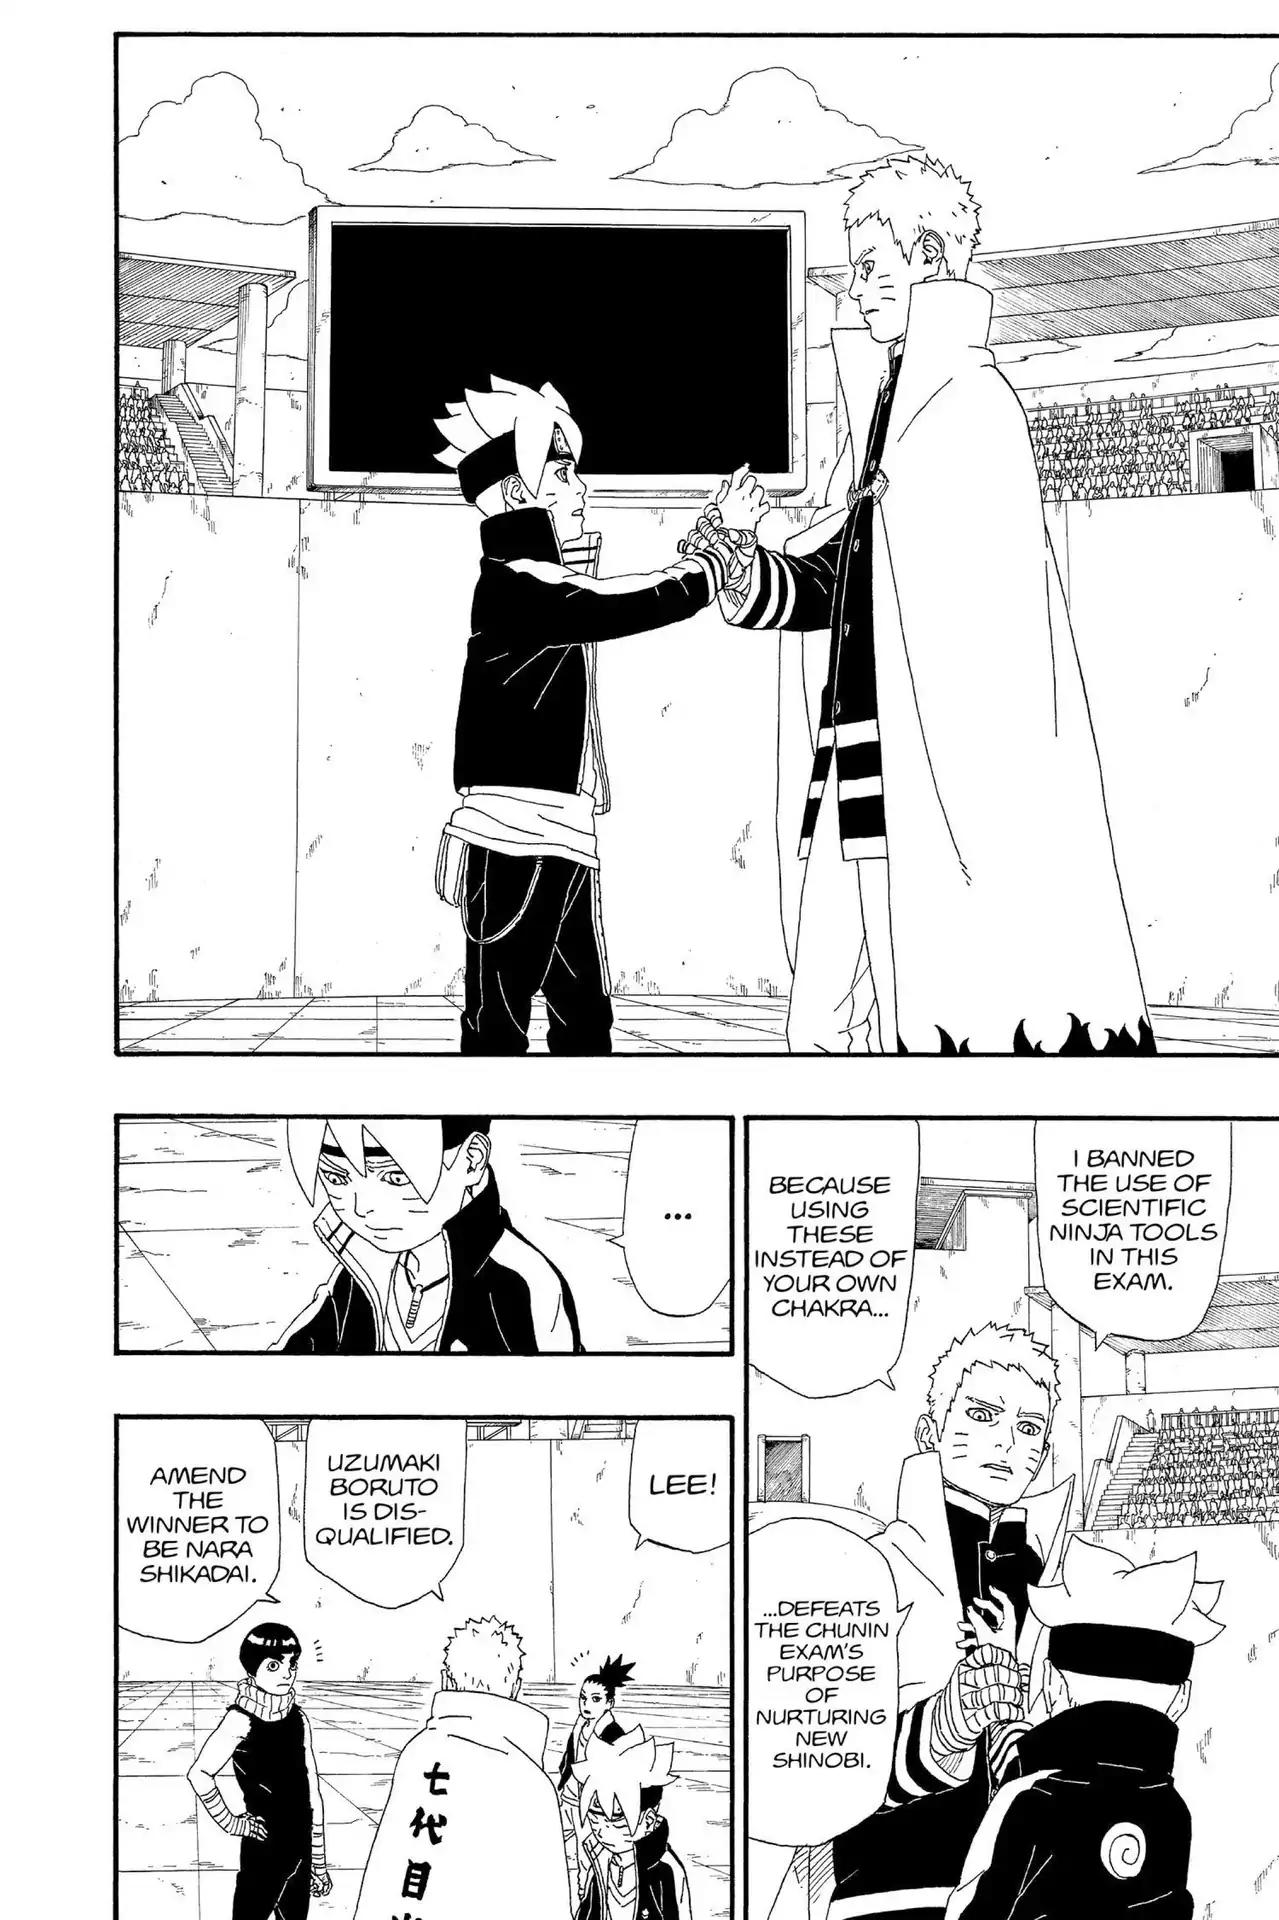 I BANNED
THE USE OF
SCIENTIFIC
NINJA TOOLS
IN THIS
EXAM.
BECAUSE
USING
THESE
INSTEAD OF
YOUR OWN
CHAKRA...
...DEFEATS
THE CHUNIN
EXAM'S
PURPOSE
OF
NURTURING
NEW
SHINOBI.
...
LEE!
UZUMAKI
BORUTO
IS DIS-
QUALIFIED.
AMEND
THE
WINNER TO
BE NARA
SHIKADAI.
七代目